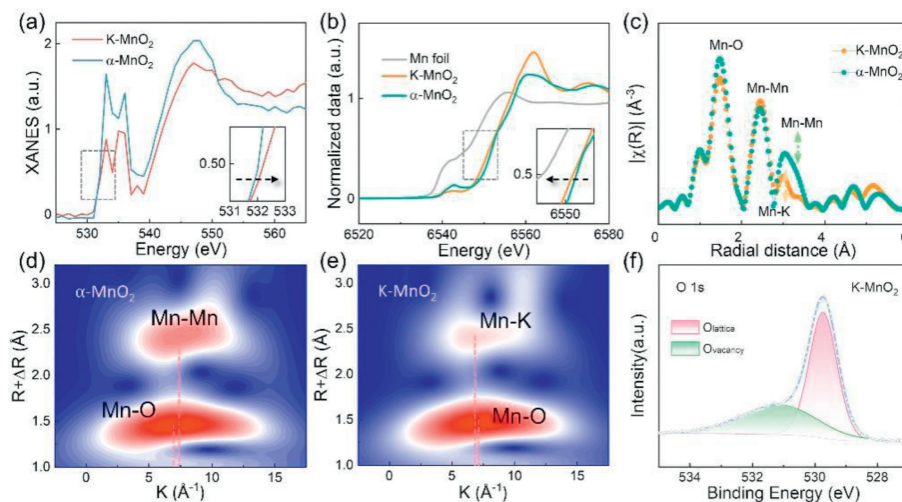 (a)
K-MnO2
α-MnO2
XANES (a.u.)
2
1
0
0.50
531 532 533
530 540 550 560
Energy (eV)
(b)
Mn foil
K-MnO2
α-MnO2
Normalized data (a.u.)
1
0
0.5
6550
6520 6540 6560 6580
Energy (eV)
(c)
K-MnO2
α-MnO2
Mn-O
Mn-Mn
Mn-Mn
Mn-K
|χ(R)| (Å-3)
0 2 4 6
Radial distance (Å)
(d)
α-MnO2
Mn-Mn
Mn-O
R+ΔR (Å)
3.0
2.5
2.0
1.5
1.0
0 5 10 15
K (Å-1)
(e)
K-MnO2
Mn-K
Mn-O
R+ΔR (Å)
3.0
2.5
2.0
1.5
1.0
0 5 10 15
K (Å-1)
(f)
O 1s
K-MnO2
Olattice
Ovacancy
Intensity(a.u.)
534 532 530 528
Binding Energy (eV)